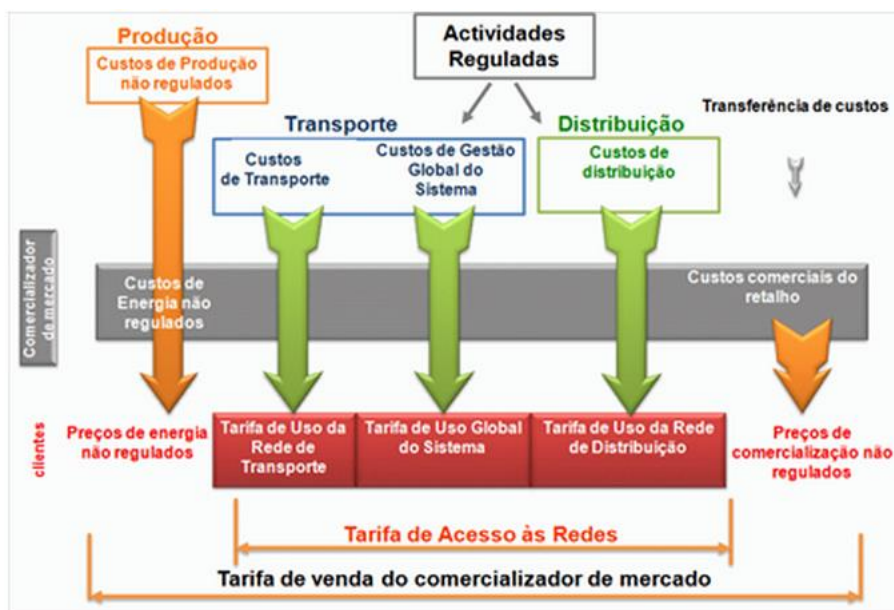 Produção
Custos de Produção
não regulados
Actividades
Reguladas
Transporte
Custos
de Transporte
Custos de Gestão
Global do
Sistema
Distribuição
Custos de
distribuição
Transferência de custos
Comercializador
de mercado
Custos de
Energia não
regulados
Custos comerciais do
retalho
clientes
Preços de energia
não regulados
Tarifa de Uso da
Rede de
Transporte
Tarifa de Uso Global
do Sistema
Tarifa de Uso da Rede
de Distribuição
Preços de
comercialização não
regulados
Tarifa de Acesso às Redes
Tarifa de venda do comercializador de mercado